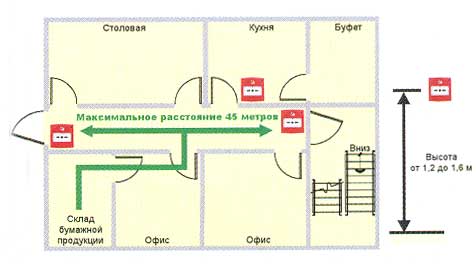 Столовая
Кухня
Буфет
Максимальное расстояние 45 метров
Вниз
Высота
от 1,2 до 1,6 м
Склад
бумажной
продукции
Офис
Офис